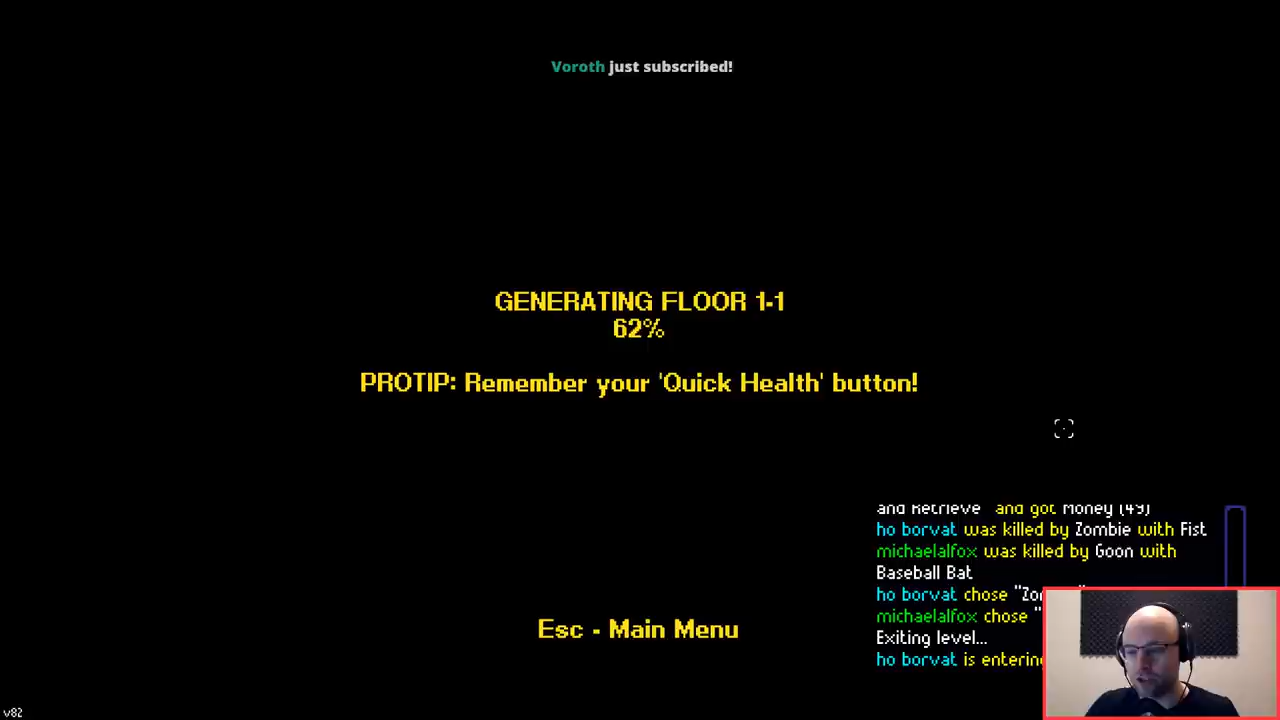 Voroth just subscribed!
GENERATING FLOOR 1-1
62%
PROTIP: Remember your 'Quick Health' button!
and Retrieve" and got Money (49)
ho borvat was killed by Zombie with Fist
michaelalfox was killed by Goon with
Baseball Bat
ho borvat chose "Zo
michaelalfox chose "
Exiting level...
ho borvat is entering
Esc - Main Menu
v82